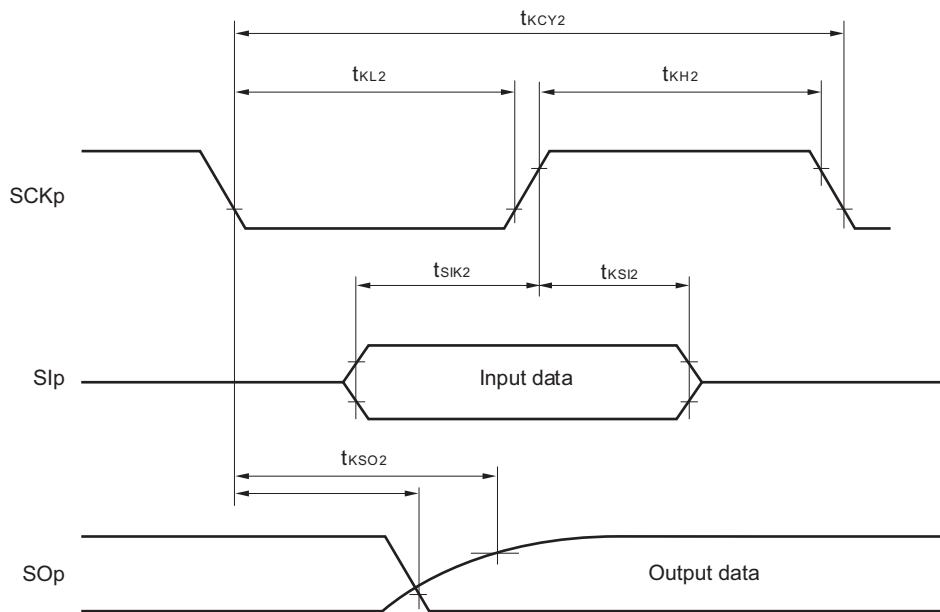 tKCY2
tKL2
tKH2
SCKp
tSIK2
tKSI2
SIp
Input data
tKSO2
SOp
Output data